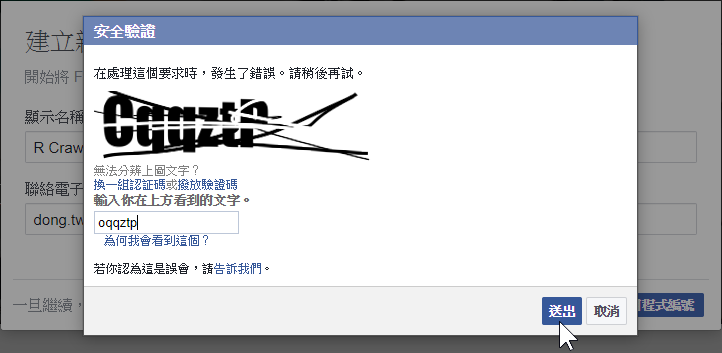 安全驗證
在處理這個要求時，發生了錯誤。請稍後再試。
無法分辨上圖文字？
換一組認証碼或撥放驗證碼
輸入你在上方看到的文字。
oqqztp
為何我會看到這個？
若你認為這是誤會，請告訴我們。
送出
取消
建立新
開始將 F
顯示名稱
R Craw
聯絡電子
dong.tw
一旦繼續，
程式編號